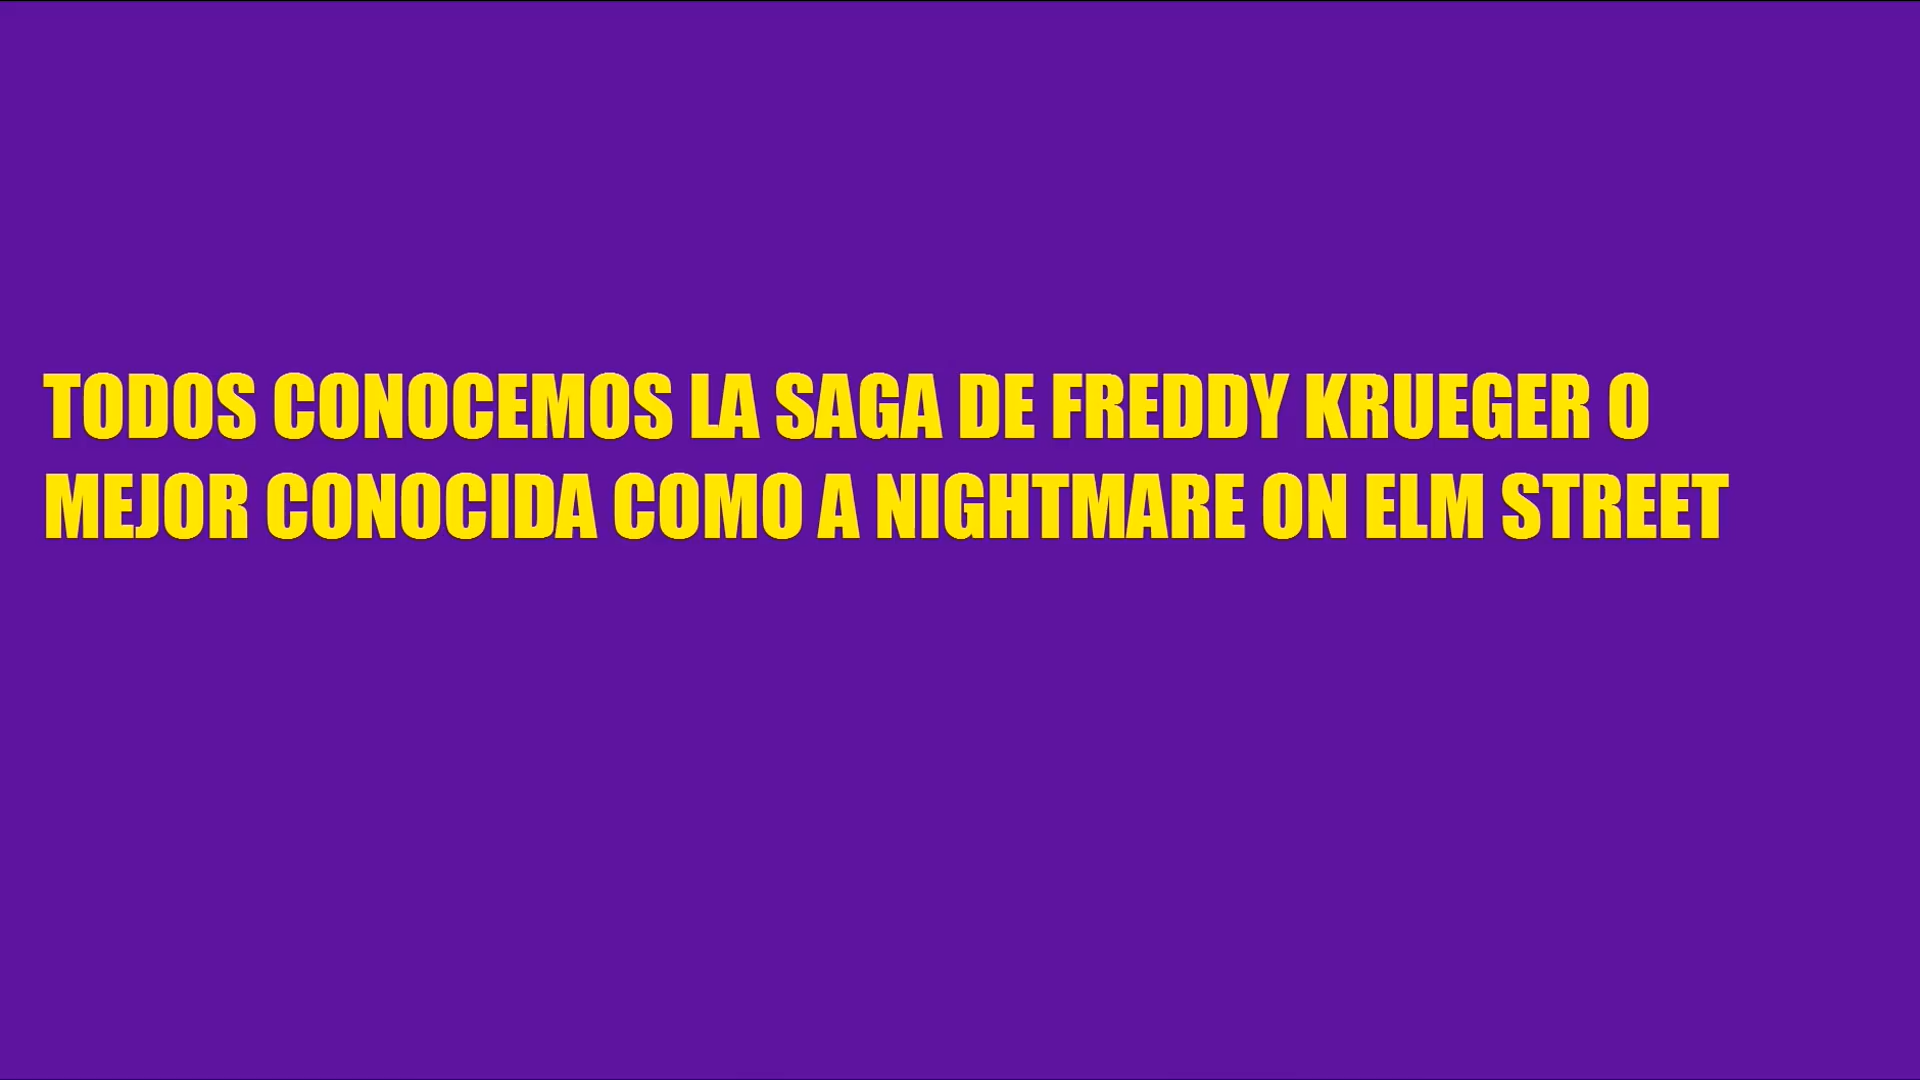 TODOS CONOCEMOS LA SAGA DE FREDDY KRUEGER O
MEJOR CONOCIDA COMO A NIGHTMARE ON ELM STREET